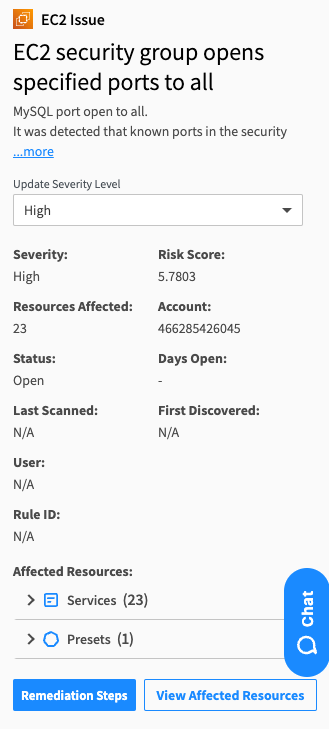 EC2 Issue
EC2 security group opens
specified ports to all
MySQL port open to all.
It was detected that known ports in the security
...more
Update Severity Level
High
Severity: Risk Score:
High 5.7803
Resources Affected: Account:
23 466285426045
Status: Days Open:
Open -
Last Scanned: First Discovered:
N/A N/A
User:
N/A
Rule ID:
N/A
Affected Resources:
Services (23)
Presets (1)
Chat
Remediation Steps View Affected Resources